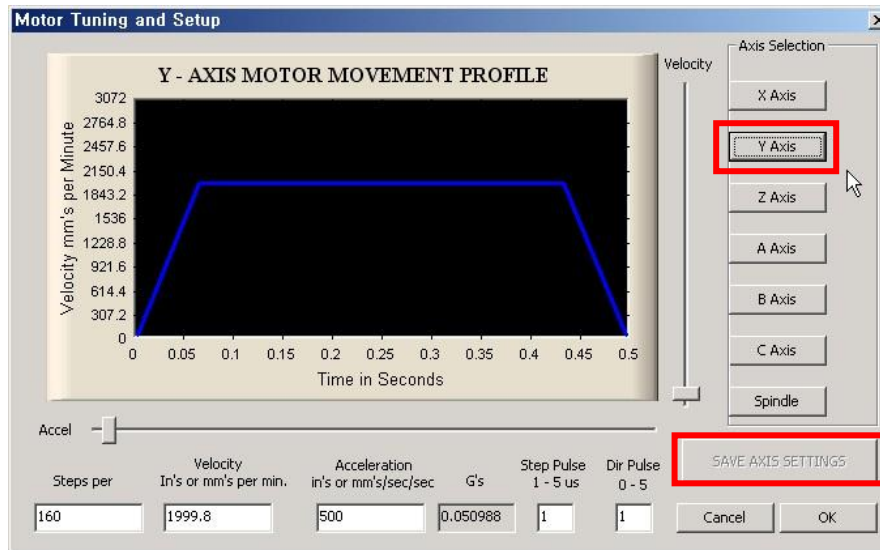 Motor Tuning and Setup
Y - AXIS MOTOR MOVEMENT PROFILE
Velocity mm's per Minute
3072
2764.8
2457.6
2150.4
1843.2
1536
1228.8
921.6
614.4
307.2
0
0 0.05 0.1 0.15 0.2 0.25 0.3 0.35 0.4 0.45 0.5
Time in Seconds
Velocity
Axis Selection
X Axis
Y Axis
Z Axis
A Axis
B Axis
C Axis
Spindle
Accel
SAVE AXIS SETTINGS
Steps per
Velocity
In's or mm's per min.
Acceleration
in's or mm's/sec/sec
G's
Step Pulse
1 - 5 us
Dir Pulse
0 - 5
160 1999.8 500 0.050988 1 1
Cancel OK